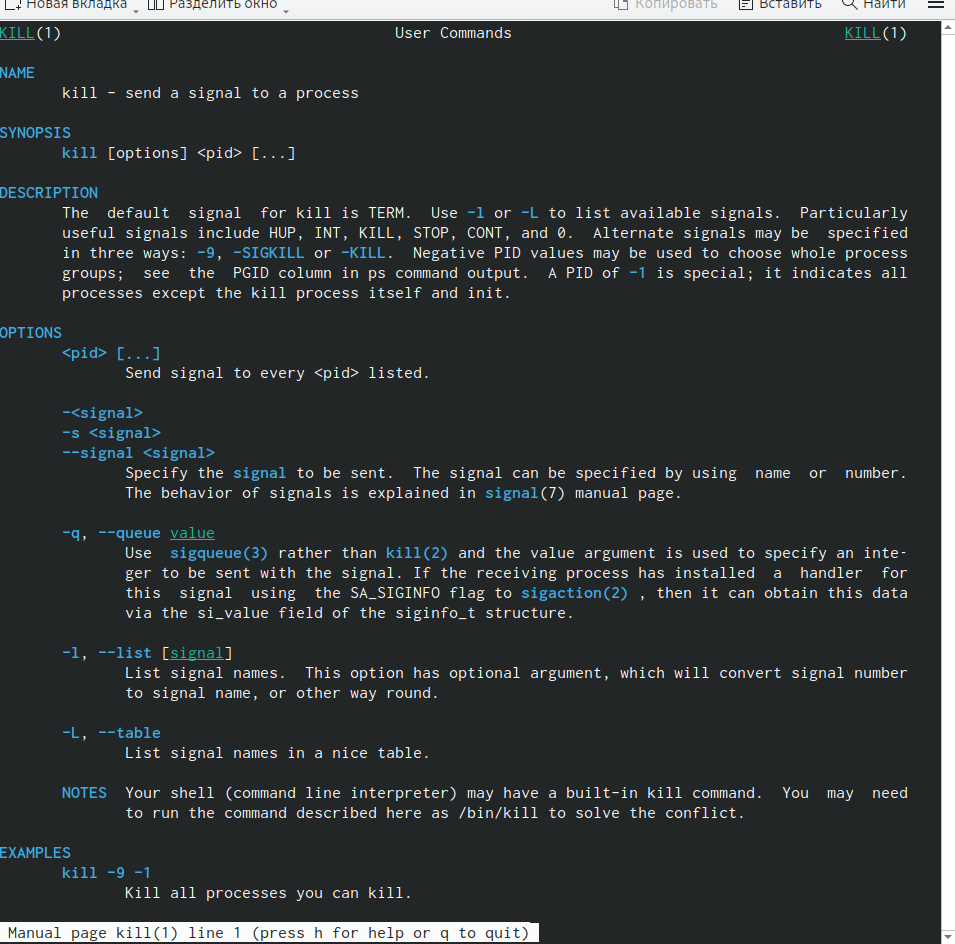 Новая вкладка Разделить окно Копировать Вставить Найти
KILL(1) User Commands KILL(1)
NAME
kill - send a signal to a process
SYNOPSIS
kill [options] <pid> [...]
DESCRIPTION
The default signal for kill is TERM. Use -l or -L to list available signals. Particularly
useful signals include HUP, INT, KILL, STOP, CONT, and 0. Alternate signals may be specified
in three ways: -9, -SIGKILL or -KILL. Negative PID values may be used to choose whole process
groups; see the PGID column in ps command output. A PID of -1 is special; it indicates all
processes except the kill process itself and init.
OPTIONS
<pid> [...]
Send signal to every <pid> listed.
-<signal>
-s <signal>
--signal <signal>
Specify the signal to be sent. The signal can be specified by using name or number.
The behavior of signals is explained in signal(7) manual page.
-q, --queue value
Use sigqueue(3) rather than kill(2) and the value argument is used to specify an inte-
ger to be sent with the signal. If the receiving process has installed a handler for
this signal using the SA_SIGINFO flag to sigaction(2) , then it can obtain this data
via the si_value field of the siginfo_t structure.
-l, --list [signal]
List signal names. This option has optional argument, which will convert signal number
to signal name, or other way round.
-L, --table
List signal names in a nice table.
NOTES Your shell (command line interpreter) may have a built-in kill command. You may need
to run the command described here as /bin/kill to solve the conflict.
EXAMPLES
kill -9 -1
Kill all processes you can kill.
Manual page kill(1) line 1 (press h for help or q to quit)